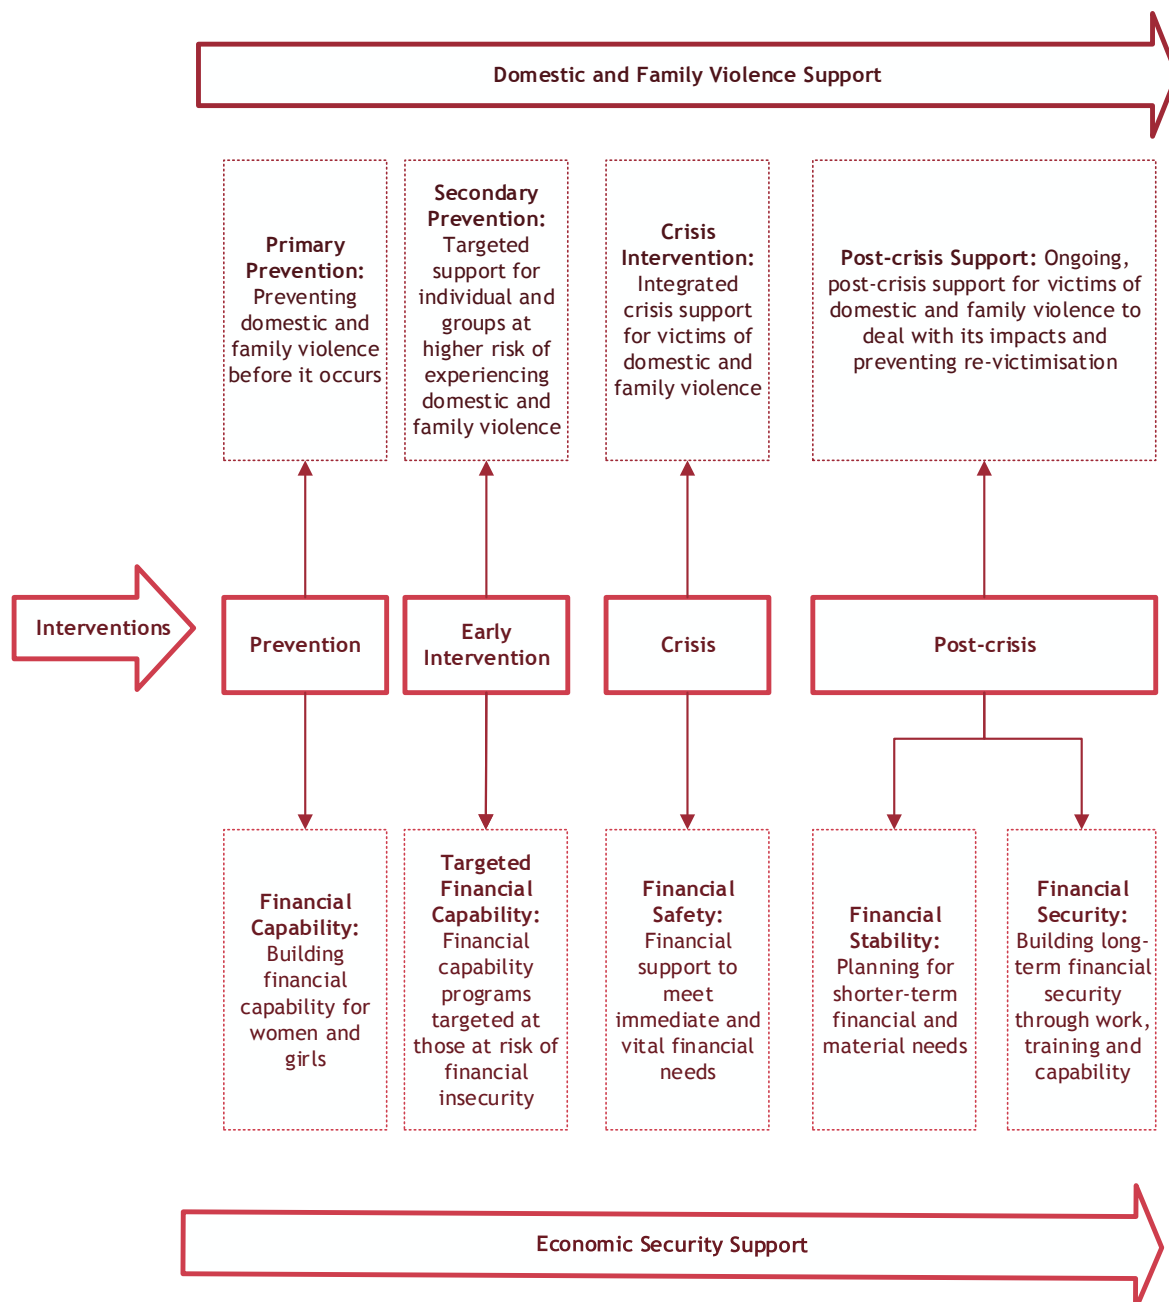 Domestic and Family Violence Support
Primary
Prevention:
Preventing
domestic and
family violence
before it occurs
Secondary
Prevention:
Targeted
support for
individual and
groups at
higher risk of
experiencing
domestic and
family violence
Crisis
Intervention:
Integrated
crisis support
for victims of
domestic and
family violence
Post-crisis Support: Ongoing,
post-crisis support for victims of
domestic and family violence to
deal with its impacts and
preventing re-victimisation
Interventions
Prevention
Early
Intervention
Crisis
Post-crisis
Financial
Capability:
Building
financial
capability for
women and
girls
Targeted
Financial
Capability:
Financial
capability
programs
targeted at
those at risk of
financial
insecurity
Financial
Safety:
Financial
support to
meet
immediate and
vital financial
needs
Financial
Stability:
Planning for
shorter-term
financial and
material needs
Financial
Security:
Building long-
term financial
security
through work,
training and
capability
Economic Security Support